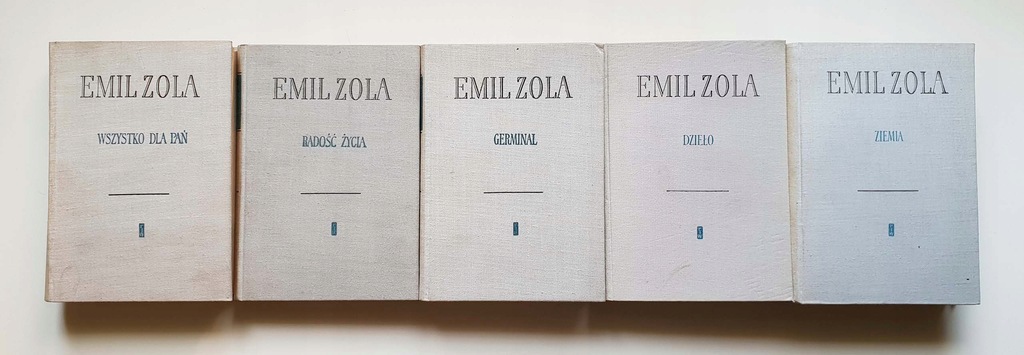 EMIL ZOLA
WSZYSTKO DLA PAŃ
EMIL ZOLA
RADOŚĆ ŻYCIA
EMIL ZOLA
GERMINAL
EMIL ZOLA
DZIEŁO
EMIL ZOLA
ZIEMIA